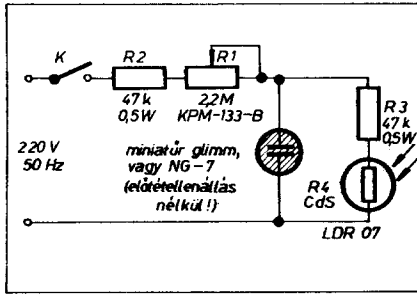 K
R2
47 k
0,5W
R1
2,2M
KPM-133-B
220 V
50 Hz
miniatűr glimm,
vagy NG-7
(előtétellenállás
nélkül!)
R3
47 k
0,5W
R4
CdS
LDR 07